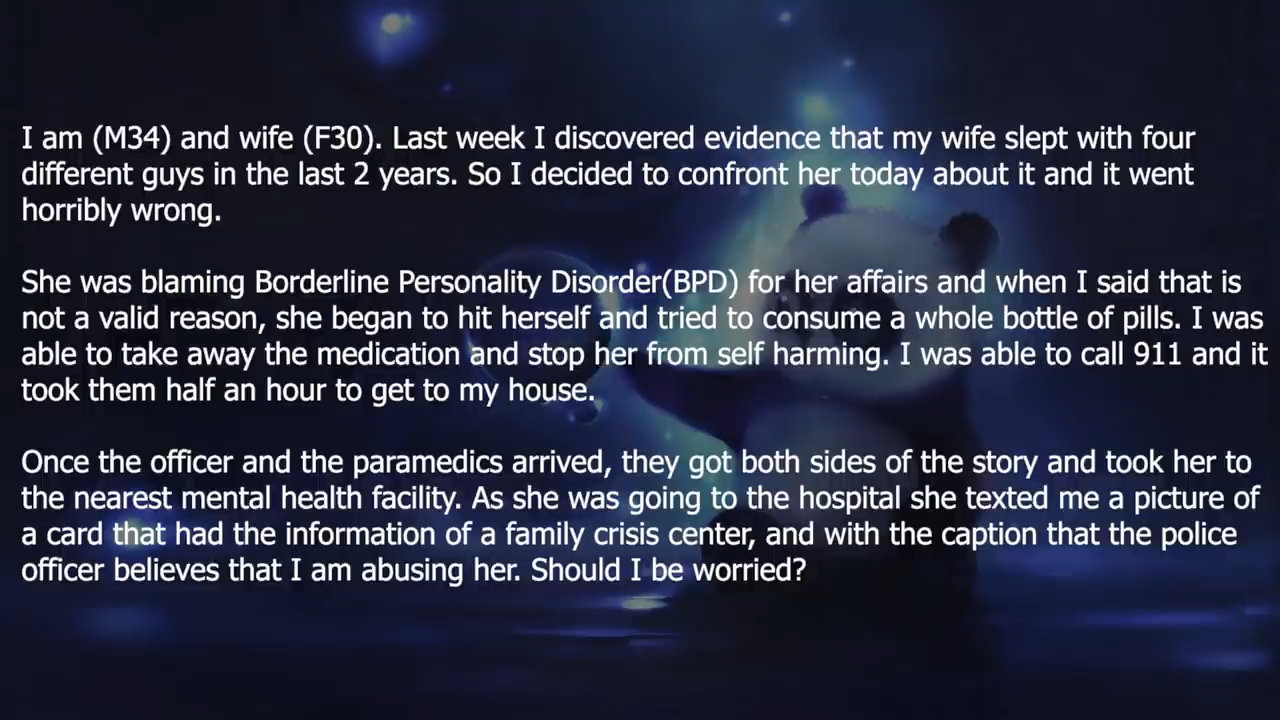 I am (M34) and wife (F30). Last week I discovered evidence that my wife slept with four
different guys in the last 2 years. So I decided to confront her today about it and it went
horribly wrong.
She was blaming Borderline Personality Disorder(BPD) for her affairs and when I said that is
not a valid reason, she began to hit herself and tried to consume a whole bottle of pills. I was
able to take away the medication and stop her from self harming. I was able to call 911 and it
took them half an hour to get to my house.
Once the officer and the paramedics arrived, they got both sides of the story and took her to
the nearest mental health facility. As she was going to the hospital she texted me a picture of
a card that had the information of a family crisis center, and with the caption that the police
officer believes that I am abusing her. Should I be worried?